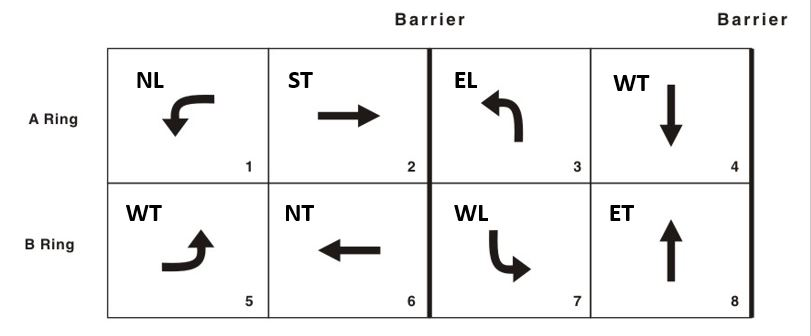 Barrier Barrier
A Ring
NL
1
ST
2
EL
3
WT
4
B Ring
WT
5
NT
6
WL
7
ET
8